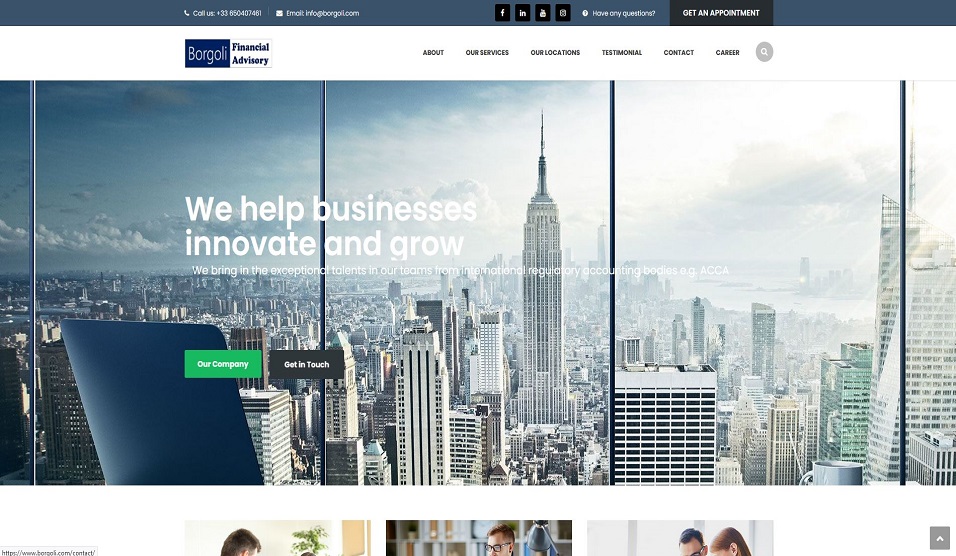 Call us: +33 650407461
Email: info@borgoli.com
Have any questions?
GET AN APPOINTMENT
Borgoli Financial
Advisory
ABOUT
OUR SERVICES
OUR LOCATIONS
TESTIMONIAL
CONTACT
CAREER
We help businesses
innovate and grow
We bring in the exceptional talents in our teams from international regulatory accounting bodies e.g. ACCA
Our Company
Get in Touch
https://www.borgoli.com/contact/